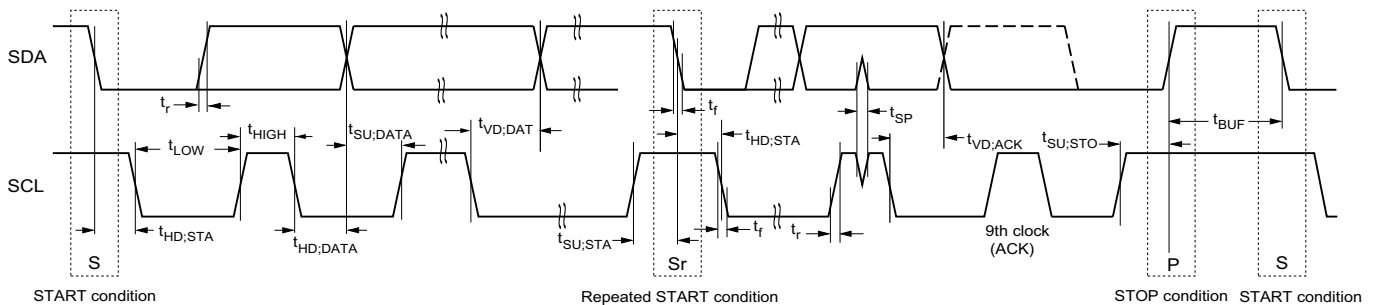 SDA
t_r
t_f
t_SP
t_BUF
t_HIGH
t_SU;DATA
t_VD;DAT
t_LOW
t_HD;STA
t_VD;ACK
t_SU;STO
SCL
t_HD;STA
t_HD;DATA
t_SU;STA
t_f
t_r
9th clock
(ACK)
S
Sr
P
S
START condition
Repeated START condition
STOP condition
START condition